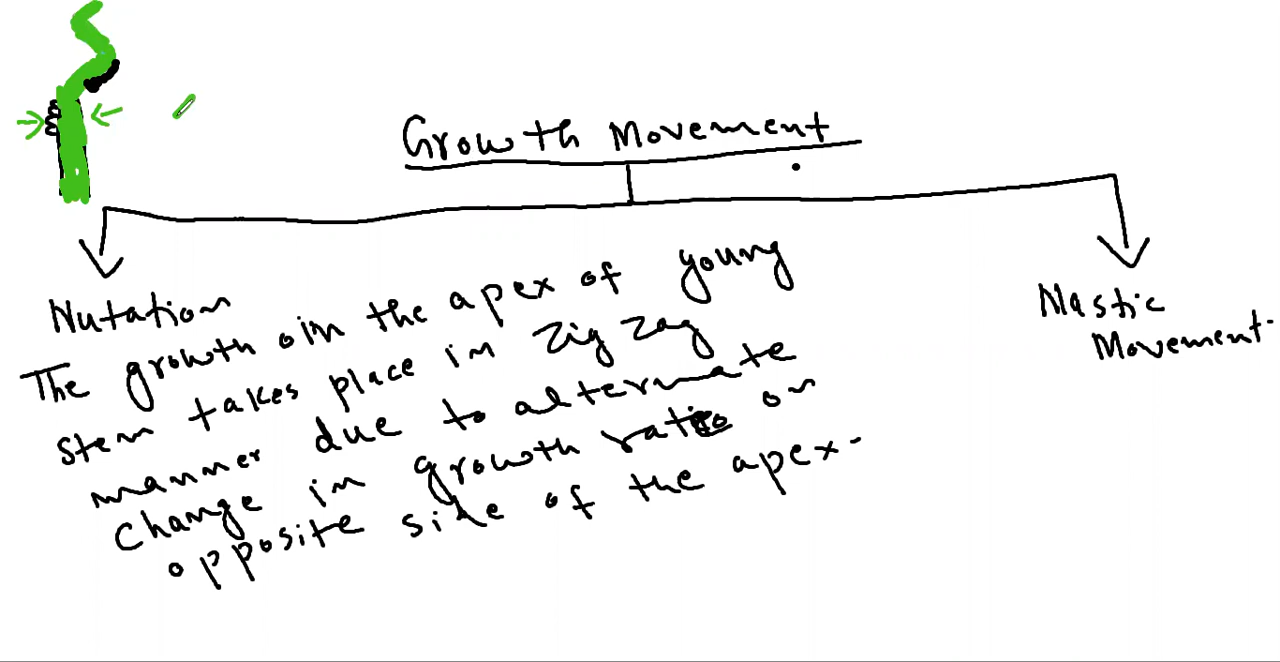 Growth Movement
Nutation
The growth in the apex of young
stem takes place in Zig Zag
manner due to alternate
Change in growth rate on
opposite side of the apex.
Nastic
Movement.